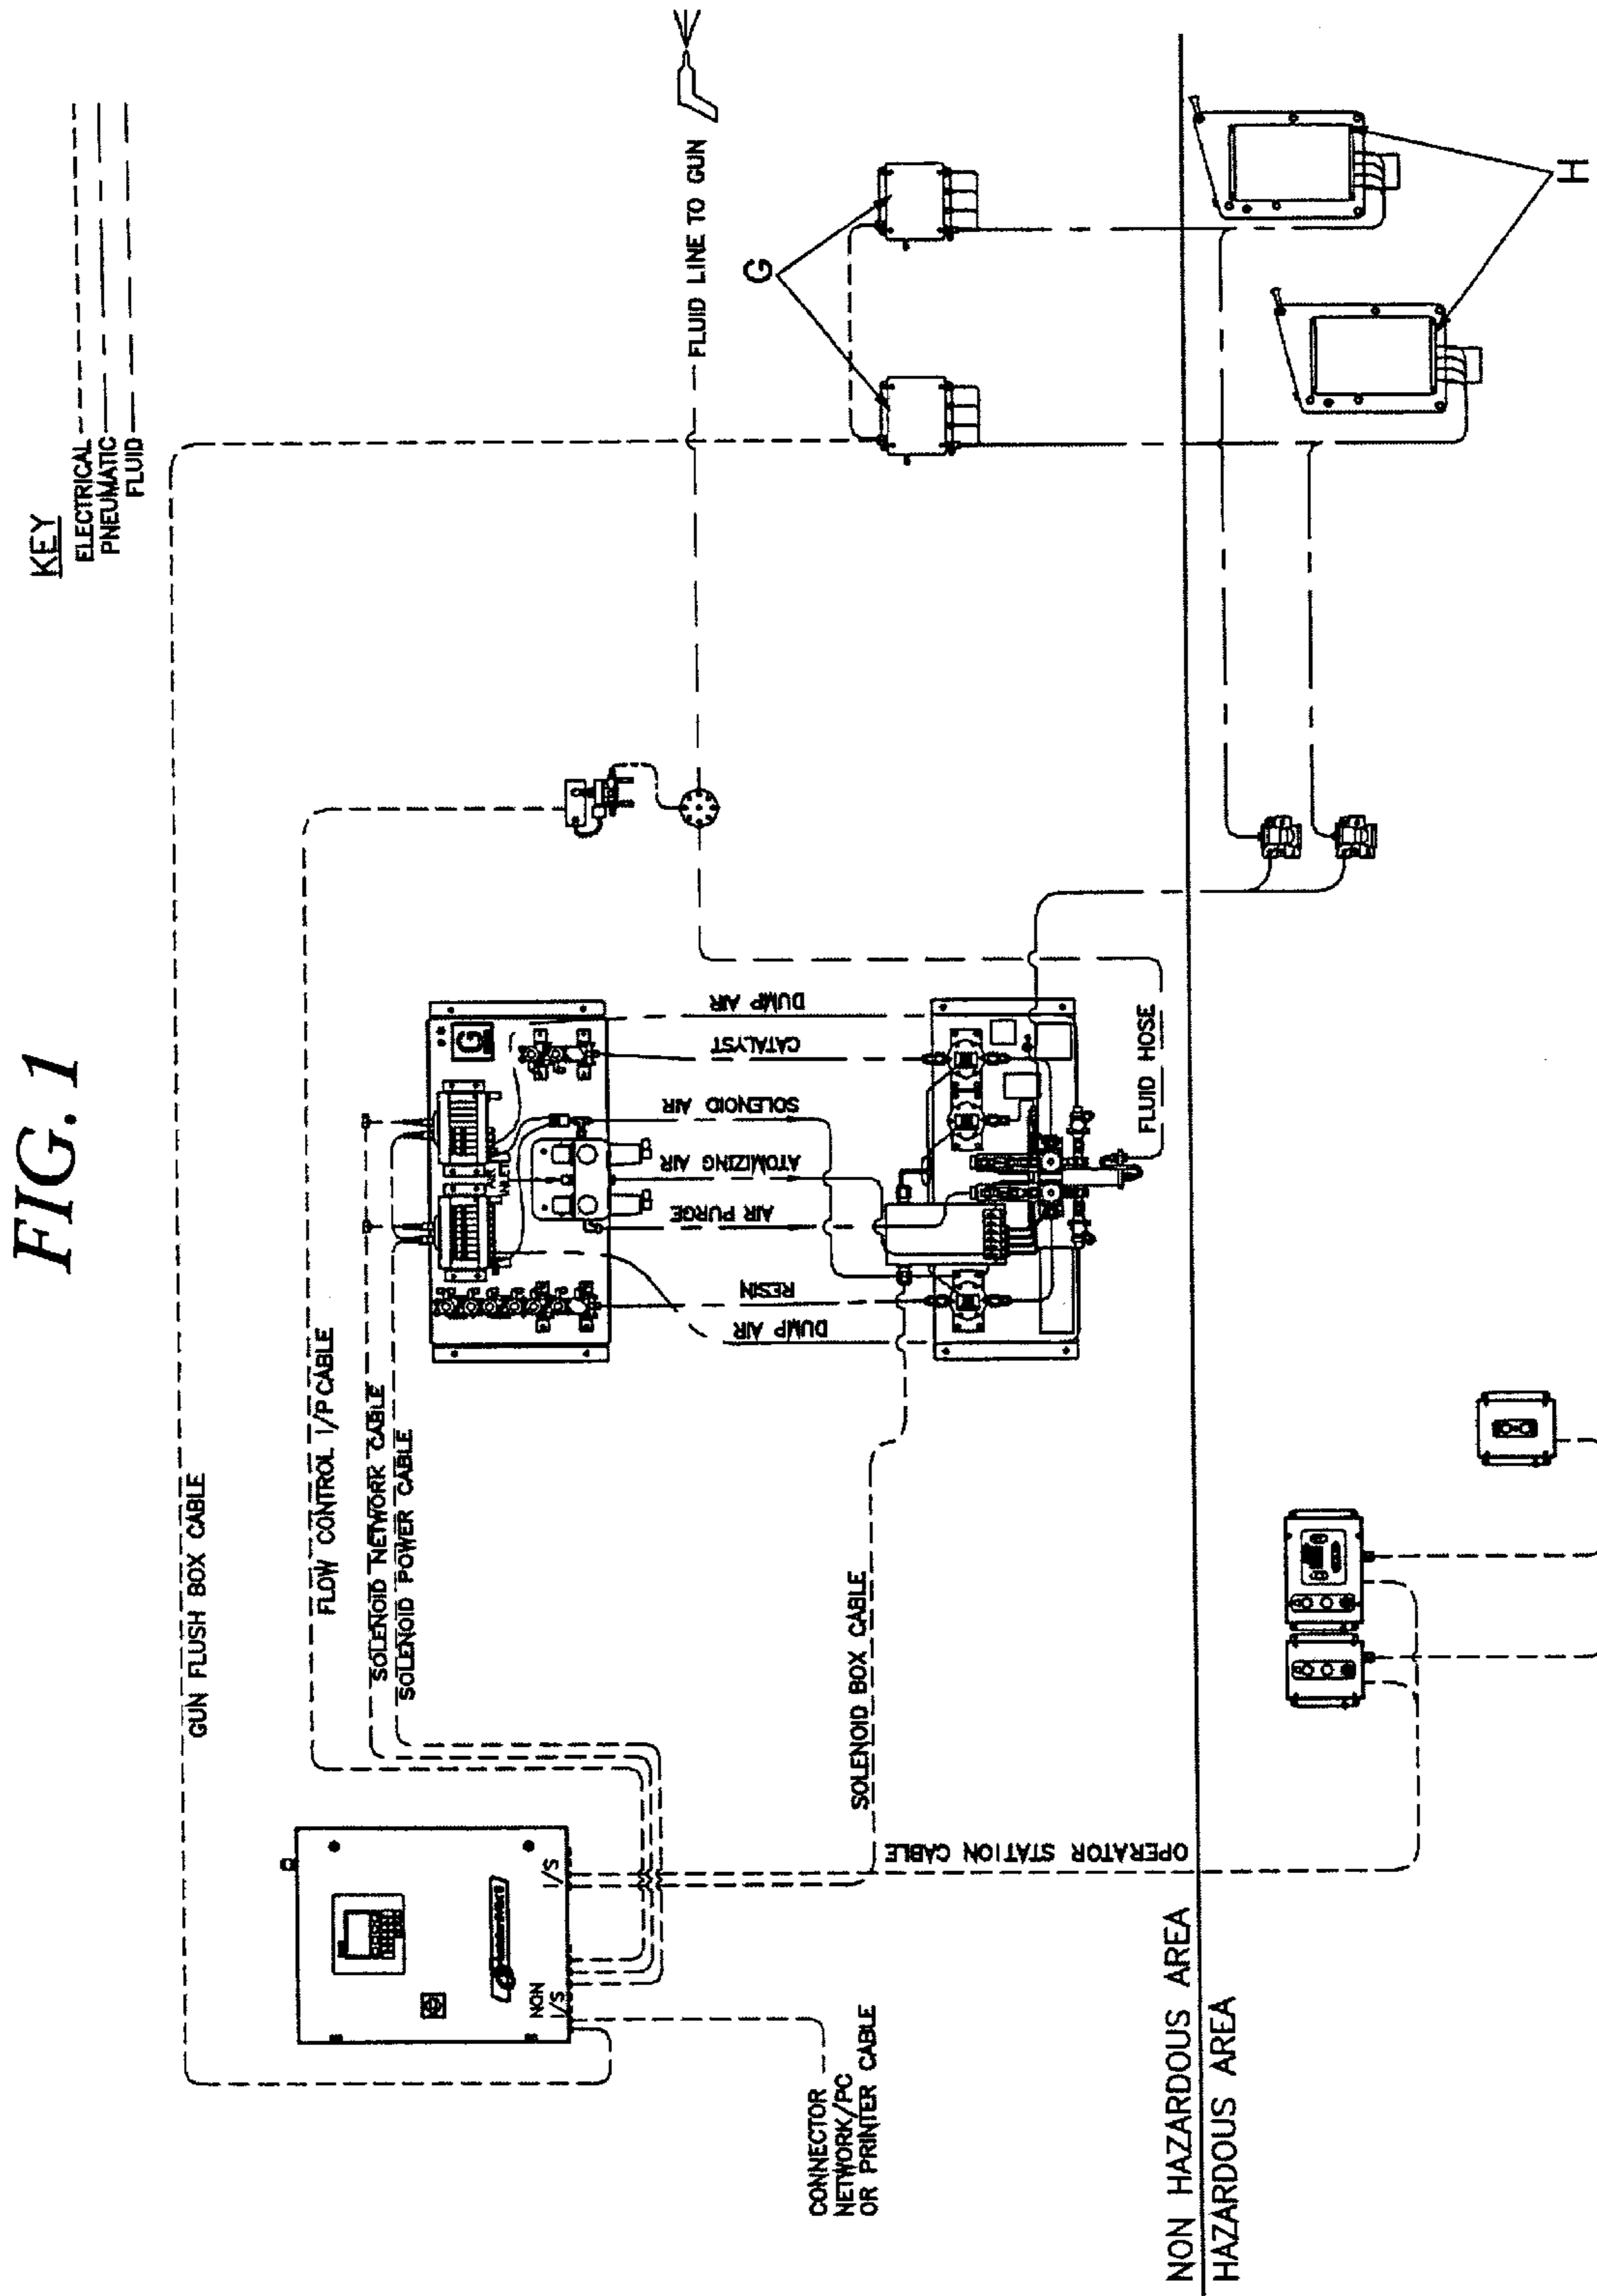 FIG. 1
KEY
ELECTRICAL
PNEUMATIC
FLUID
GUN FLUSH BOX CABLE
FLOW CONTROL I/P CABLE
SOLENOID NETWORK CABLE
SOLENOID POWER CABLE
FLUID LINE TO GUN
G
AIR
INLET
I/S
NON
I/S
DUMP AIR
RESIN
AIR PURGE
ATOMIZING AIR
SOLENOID AIR
CATALYST
DUMP AIR
G
CONNECTOR
NETWORK/PC
OR PRINTER CABLE
SOLENOID BOX CABLE
OPERATOR STATION CABLE
FLUID HOSE
NON HAZARDOUS AREA
HAZARDOUS AREA
H